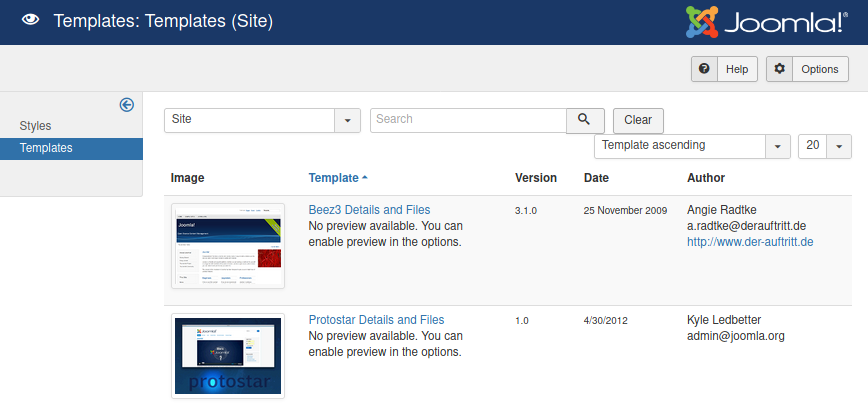 Templates: Templates (Site)
Joomla!®
Help
Options
Styles
Templates
Site
Search
Clear
Template ascending
20
Image
Template
Version
Date
Author
Beez3 Details and Files
No preview available. You can
enable preview in the options.
3.1.0
25 November 2009
Angie Radtke
a.radtke@derauftritt.de
http://www.der-auftritt.de
Joomla!
Protostar Details and Files
No preview available. You can
enable preview in the options.
1.0
4/30/2012
Kyle Ledbetter
admin@joomla.org
Joomla!
protostar